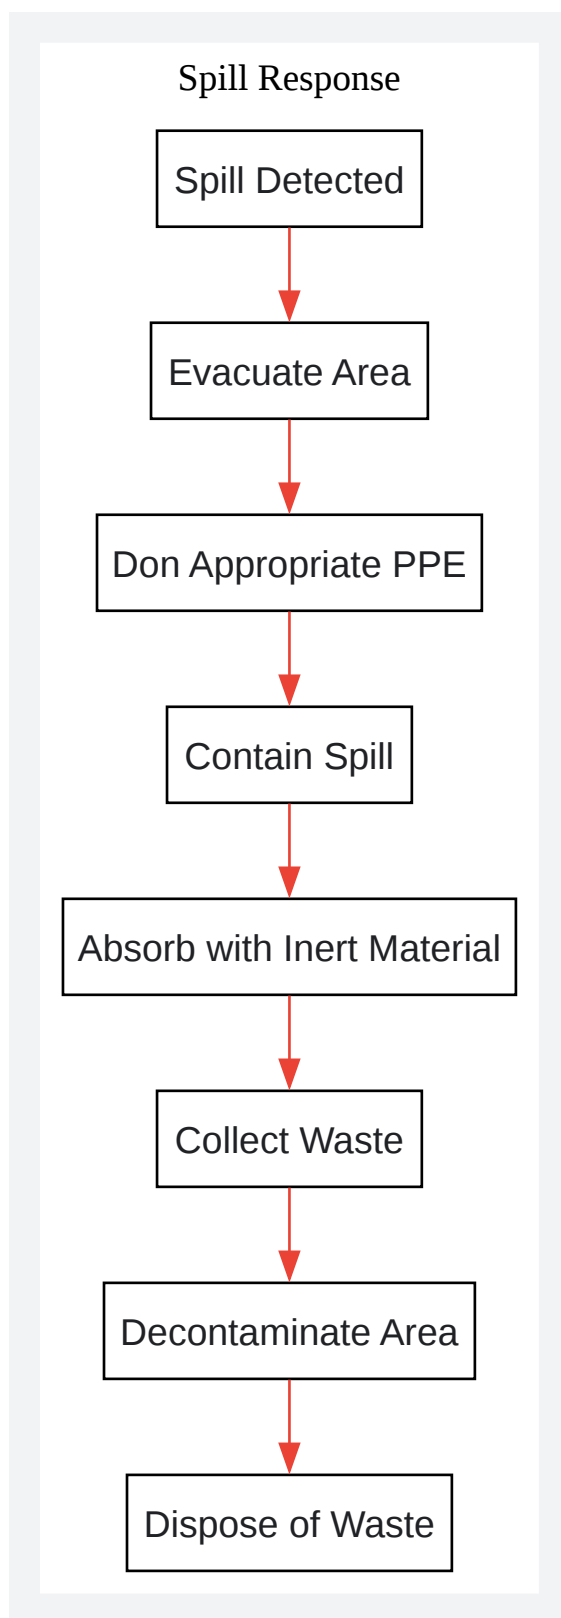 Spill Response
Spill Detected
Evacuate Area
Don Appropriate PPE
Contain Spill
Absorb with Inert Material
Collect Waste
Decontaminate Area
Dispose of Waste